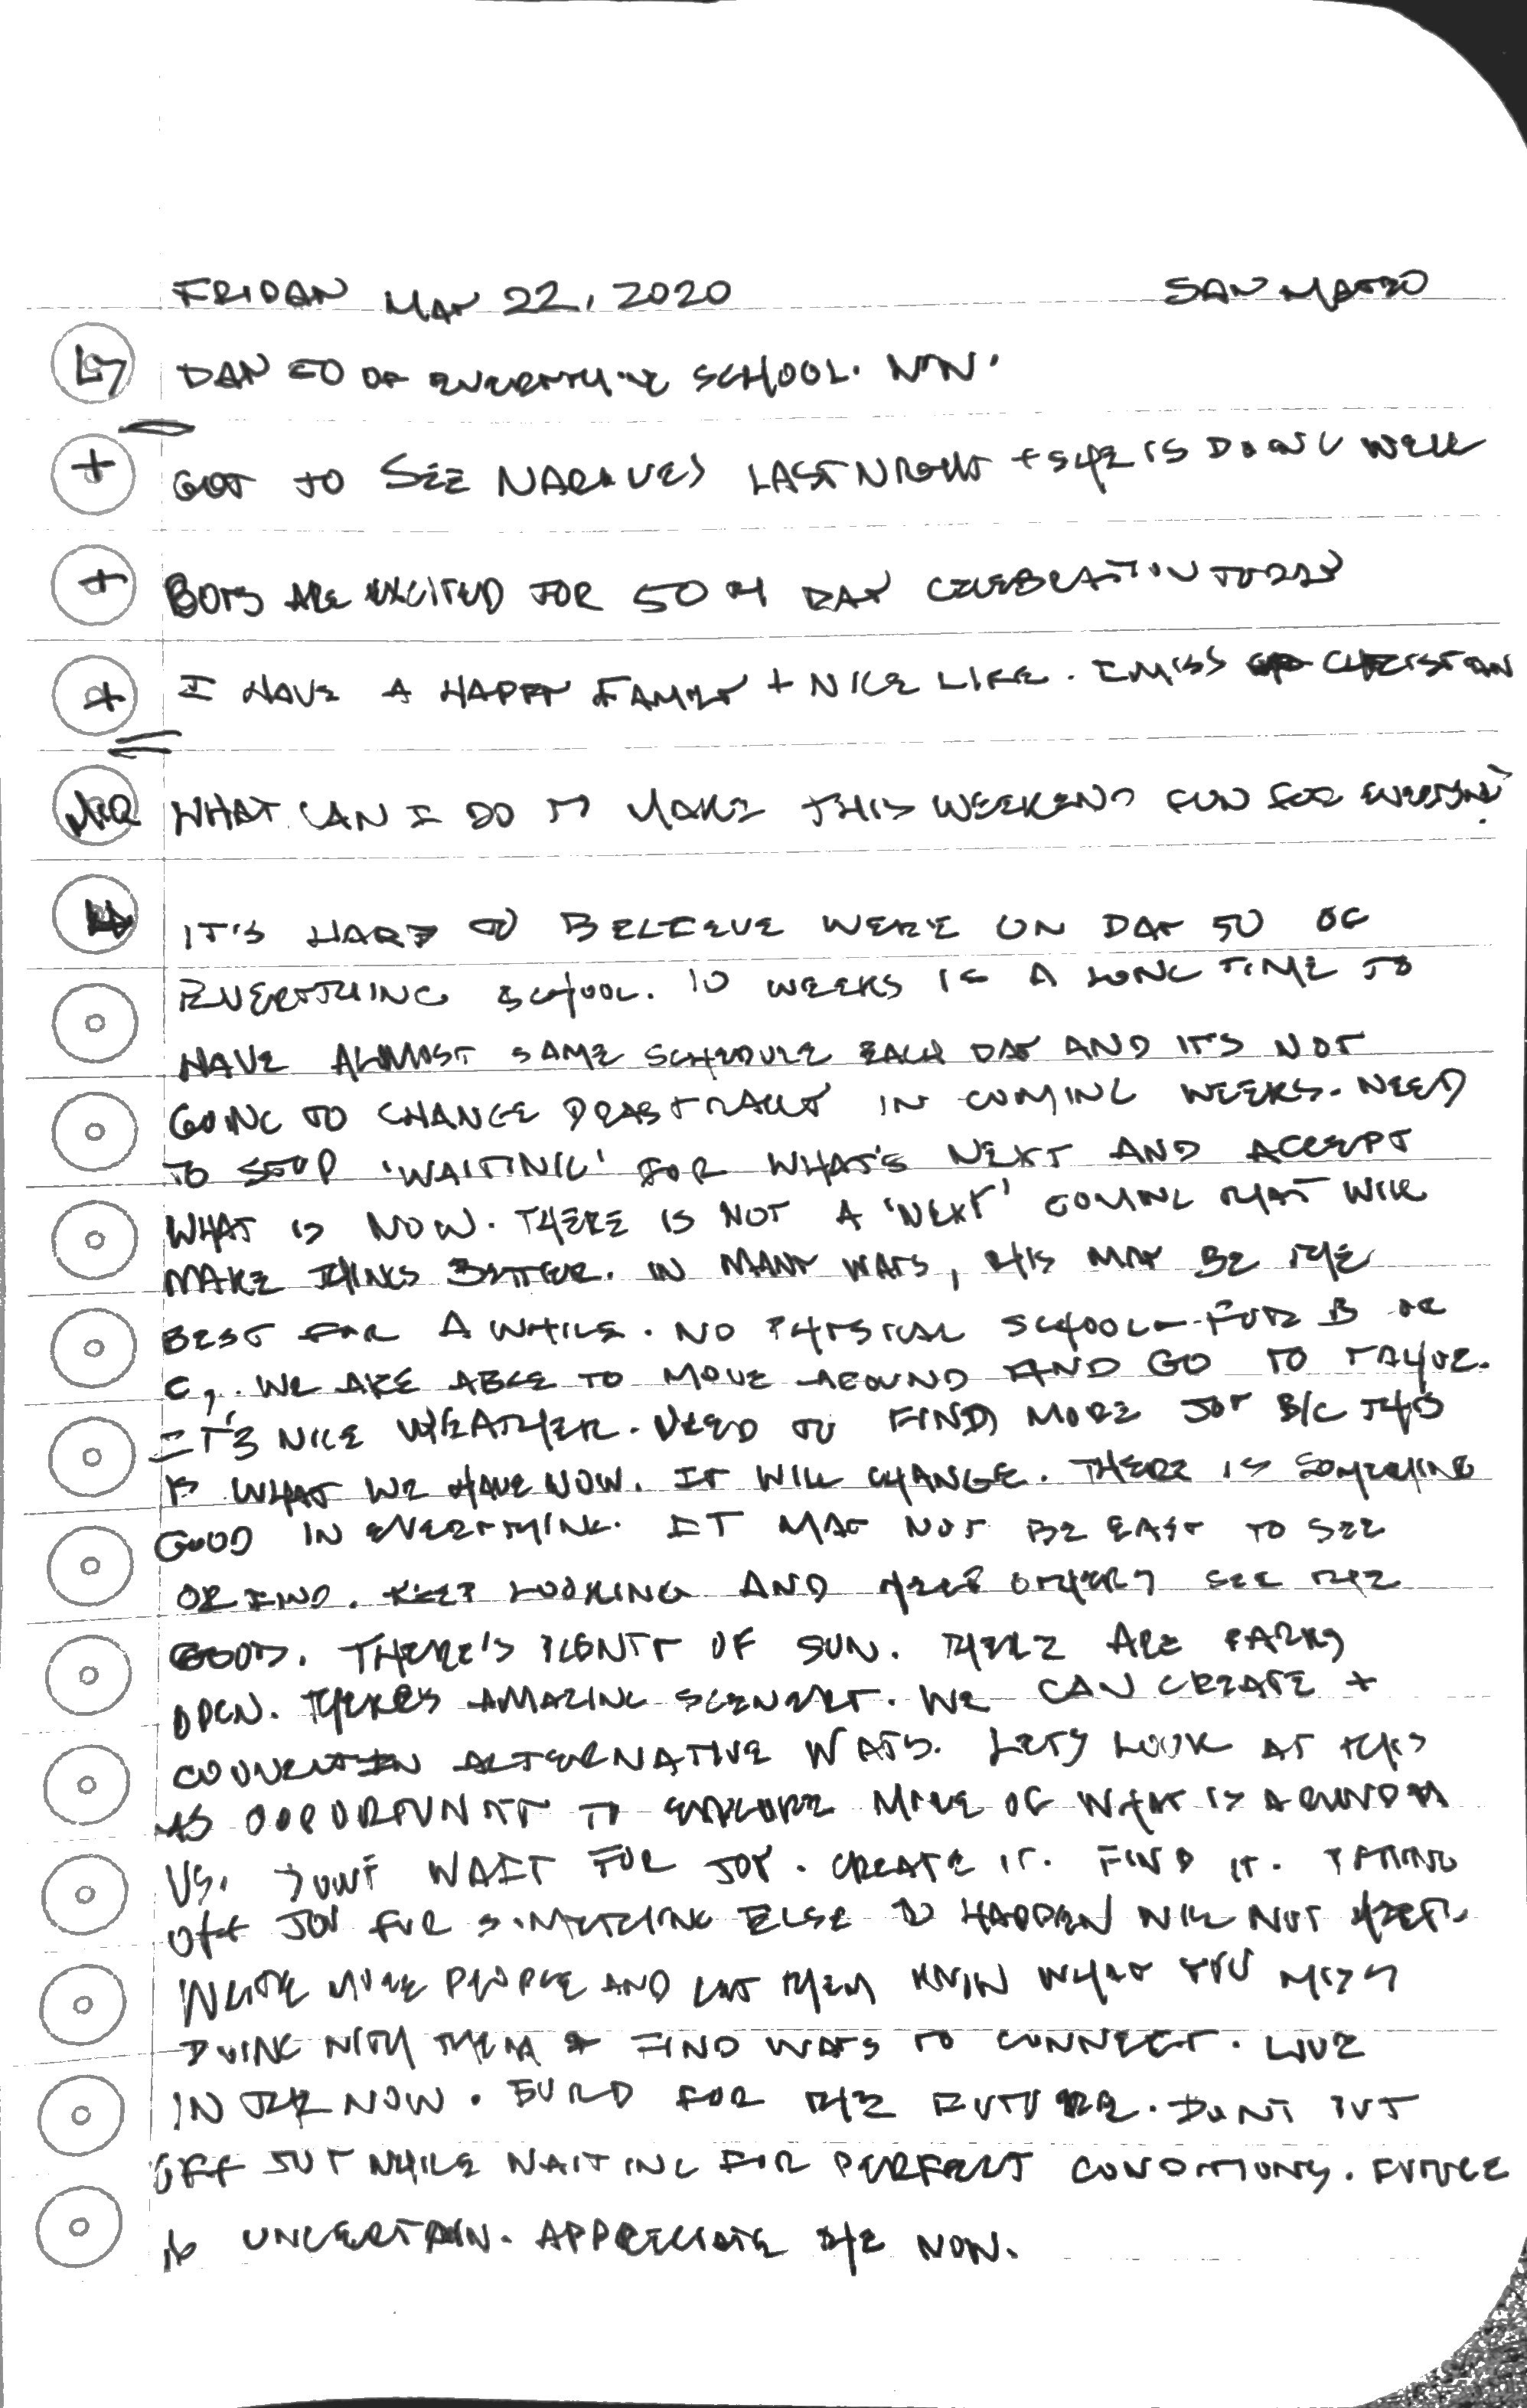 FRIDAY MAY 22, 2020 SAN MATEO
DAY 50 OF EVERYTHING SCHOOL. WOW.
+ GOT TO SEE LAST NIGHT + SHE IS DOING WELL
+ BOYS ARE EXCITED FOR 50TH DAY CELEBRATION TODAY
+ I HAVE A HAPPY FAMILY + NICE LIFE. I MISS CHRISTIAN
WHAT CAN I DO TO MAKE THIS WEEKEND FUN FOR EVERYONE?
IT'S HARD TO BELIEVE WE'RE ON DAY 50 OF
EVERYTHING SCHOOL. 10 WEEKS IS A LONG TIME TO
HAVE ALMOST SAME SCHEDULE EACH DAY AND IT'S NOT
GOING TO CHANGE DRASTICALLY IN COMING WEEKS. NEED
TO STOP 'WAITING' FOR WHAT'S NEXT AND ACCEPT
WHAT IS NOW. THERE IS NOT A 'NEXT' COMING THAT WILL
MAKE THINGS BETTER. IN MANY WAYS, THIS MAY BE THE
BEST FOR A WHILE. NO PHYSICAL SCHOOL FOR B OR
C, WE ARE ABLE TO MOVE AROUND AND GO TO TAHOE.
IT'S NICE WEATHER. NEED TO FIND MORE JOY B/C THIS
IS WHAT WE HAVE NOW. IT WILL CHANGE. THERE IS SOMETHING
GOOD IN EVERYTHING. IT MAY NOT BE EASY TO SEE
OR FIND. KEEP LOOKING AND HELP OTHERS SEE THE
GOOD. THERE'S PLENTY OF SUN. THERE ARE PARKS
OPEN. THERE'S AMAZING SCENERY. WE CAN CREATE +
CONNECT IN ALTERNATIVE WAYS. LETS LOOK AT THIS
AS OPPORTUNITY TO EXPLORE MORE OF WHAT IS AROUND
US. DON'T WAIT FOR JOY. CREATE IT. FIND IT. PUTTING
OFF JOY FOR SOMETHING ELSE TO HAPPEN WILL NOT HELP.
WRITE MORE PEOPLE AND LET THEM KNOW WHAT YOU MISS
DOING WITH THEM + FIND WAYS TO CONNECT. LIVE
IN THE NOW. BUILD FOR THE FUTURE. DON'T PUT
OFF JOY WHILE WAITING FOR PERFECT CONDITIONS. FUTURE
IS UNCERTAIN. APPRECIATE THE NOW.